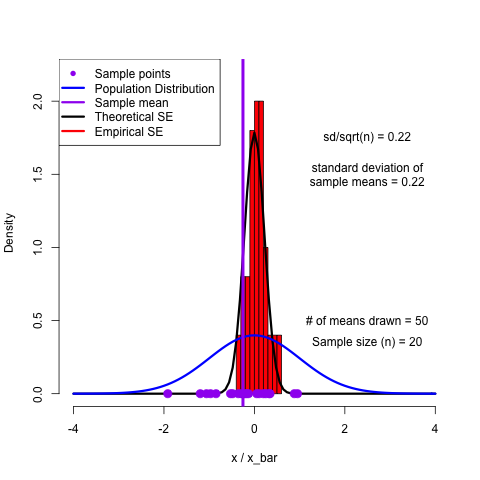 Sample points
Population Distribution
Sample mean
Theoretical SE
Empirical SE
sd/sqrt(n) = 0.22
standard deviation of
sample means = 0.22
# of means drawn = 50
Sample size (n) = 20
Density
0.0
0.5
1.0
1.5
2.0
-4
-2
0
2
4
x / x_bar